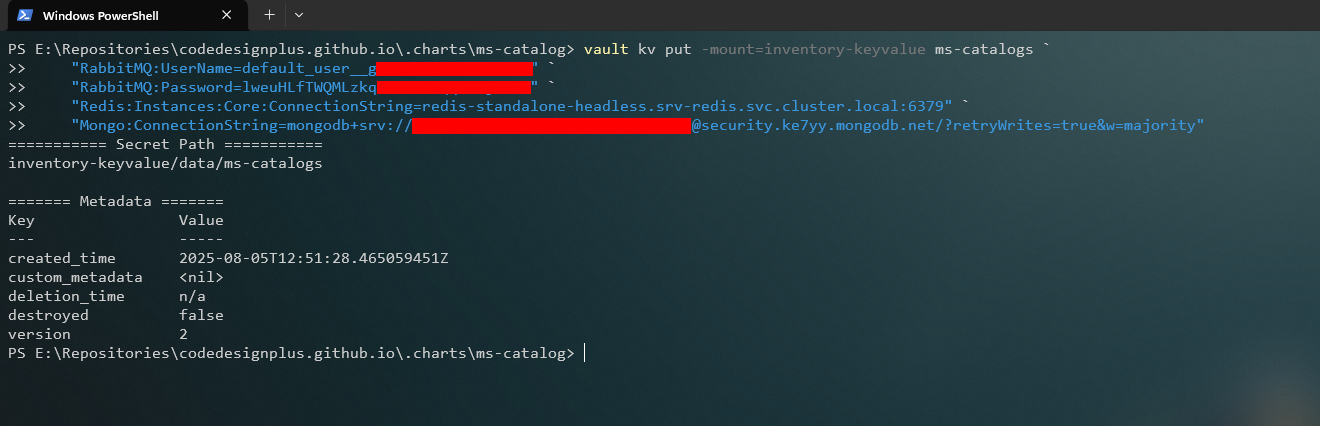 Windows PowerShell
PS E:\Repositories\codedesignplus.github.io\.charts\ms-catalog> vault kv put -mount=inventory-keyvalue ms-catalogs `
>> "RabbitMQ:UserName=default_user__g" `
>> "RabbitMQ:Password=lweuHLfTWQMLzkq" `
>> "Redis:Instances:Core:ConnectionString=redis-standalone-headless.srv-redis.svc.cluster.local:6379" `
>> "Mongo:ConnectionString=mongodb+srv://@security.ke7yy.mongodb.net/?retryWrites=true&w=majority"
=========== Secret Path ===========
inventory-keyvalue/data/ms-catalogs
======= Metadata =======
Key Value
--- -----
created_time 2025-08-05T12:51:28.465059451Z
custom_metadata <nil>
deletion_time n/a
destroyed false
version 2
PS E:\Repositories\codedesignplus.github.io\.charts\ms-catalog>